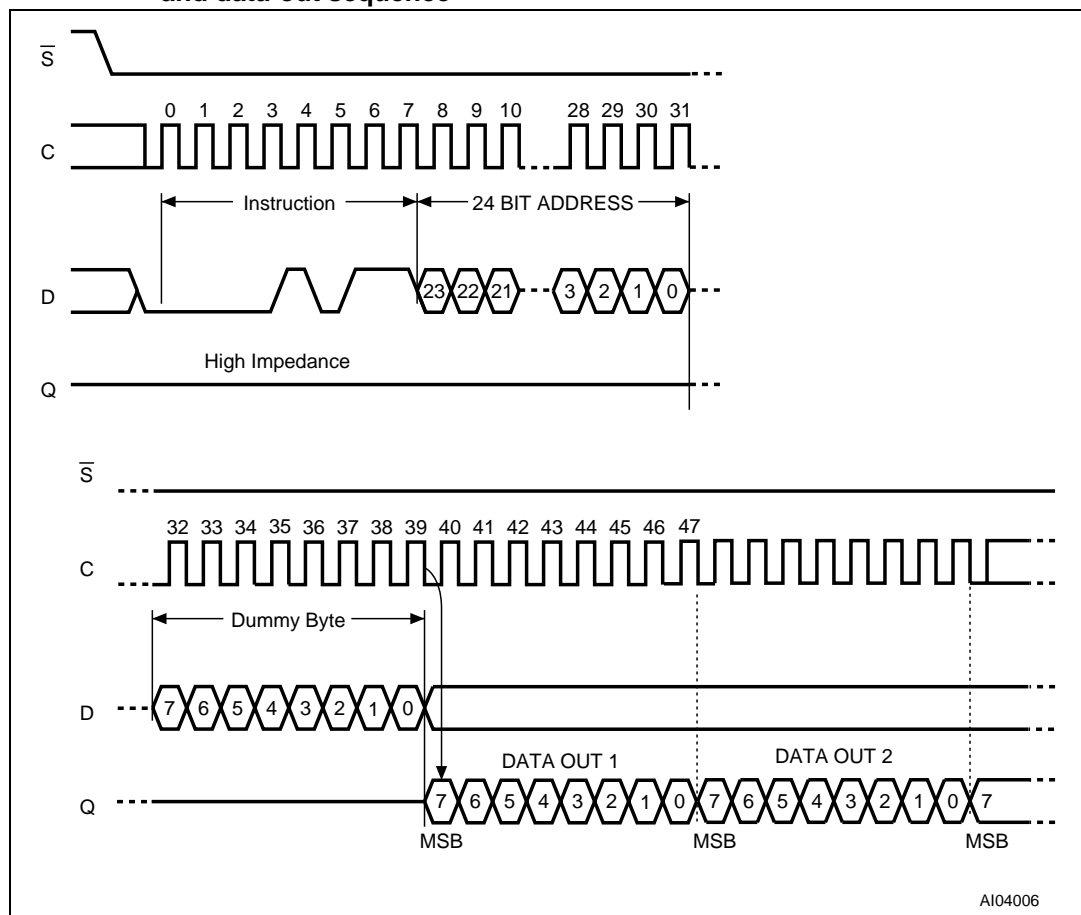 and data-out sequence
S
0 1 2 3 4 5 6 7 8 9 10 28 29 30 31
C
Instruction 24 BIT ADDRESS
D 23 22 21 3 2 1 0
High Impedance
Q
S
32 33 34 35 36 37 38 39 40 41 42 43 44 45 46 47
C
Dummy Byte
D 7 6 5 4 3 2 1 0
DATA OUT 1 DATA OUT 2
Q 7 6 5 4 3 2 1 0 7 6 5 4 3 2 1 0 7
MSB MSB MSB
AI04006